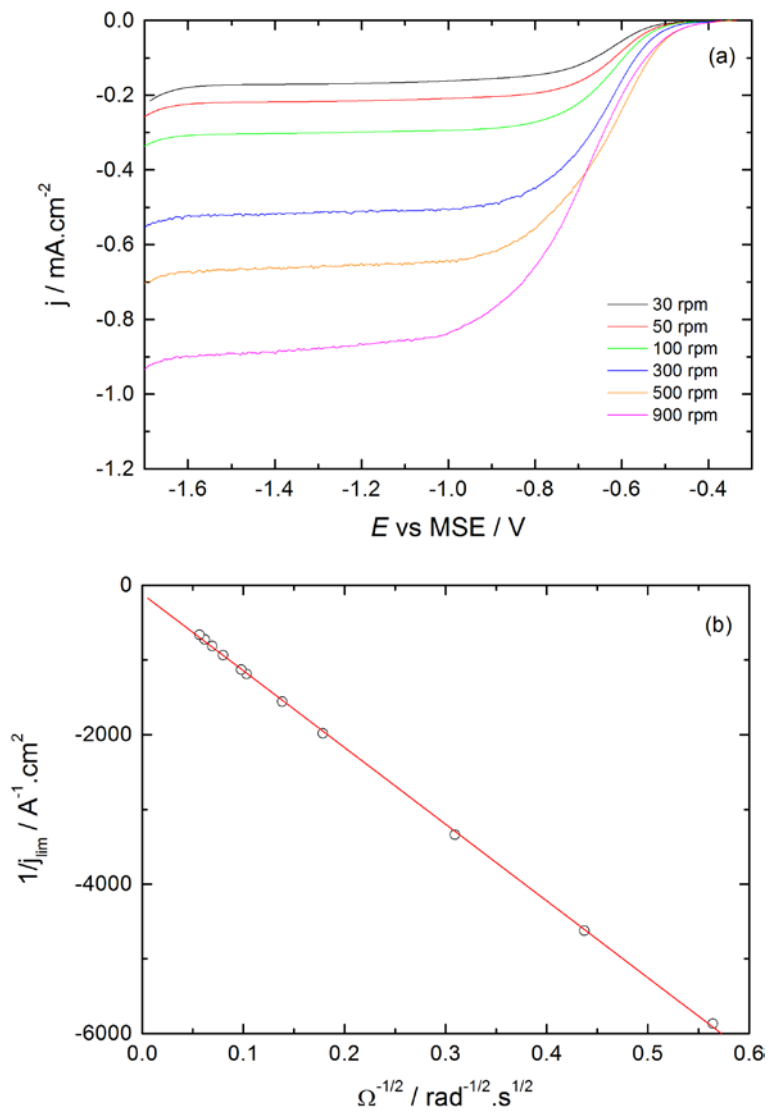 (a)
0.0
-0.2
-0.4
-0.6
-0.8
-1.0
-1.2
j / mA.cm⁻²
30 rpm
50 rpm
100 rpm
300 rpm
500 rpm
900 rpm
-1.6 -1.4 -1.2 -1.0 -0.8 -0.6 -0.4
E vs MSE / V
(b)
0
-2000
-4000
-6000
1/j_lim / A⁻¹.cm²
0.0 0.1 0.2 0.3 0.4 0.5 0.6
Ω⁻¹/² / rad⁻¹/².s¹/²